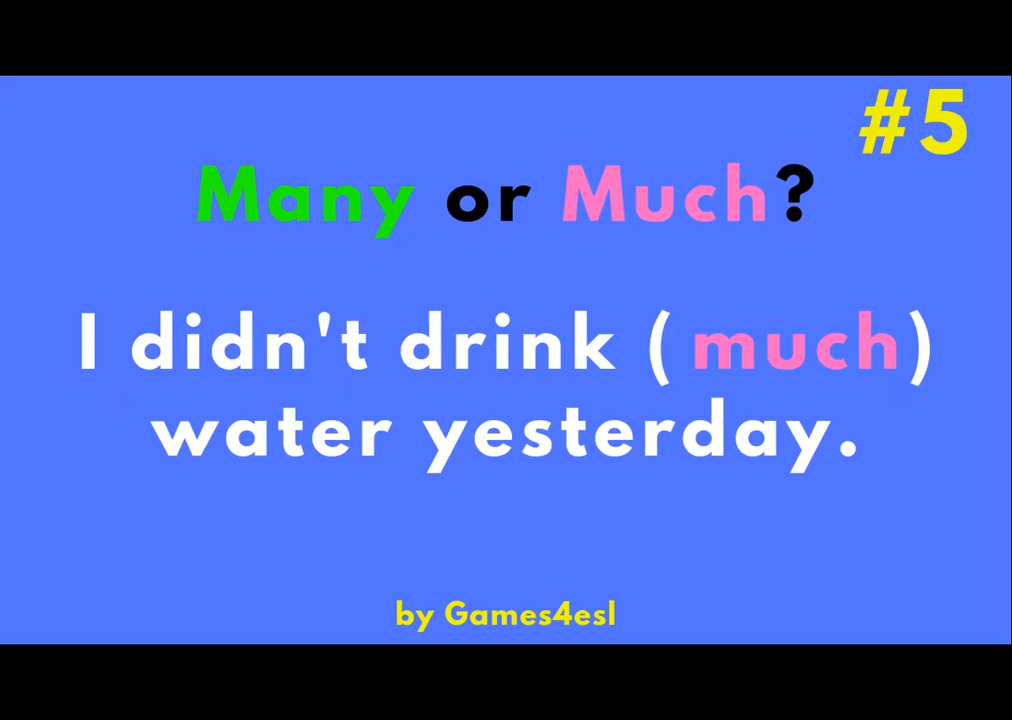 #5
Many or Much?
I didn't drink (much)
water yesterday.
by Games4esl